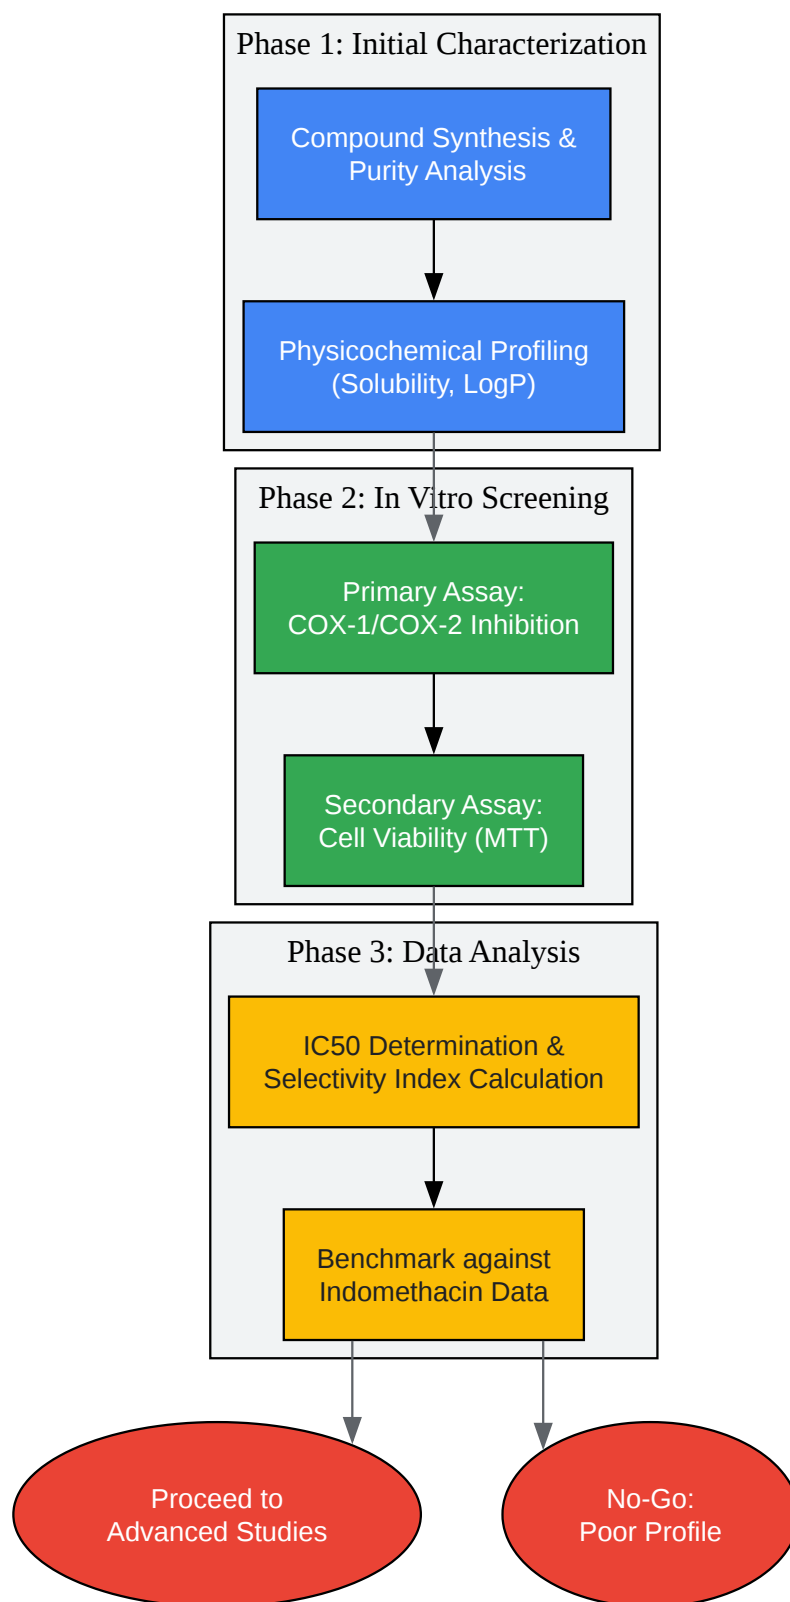 Phase 1: Initial Characterization
Compound Synthesis &
Purity Analysis
Physicochemical Profiling
(Solubility, LogP)
Phase 2: In Vitro Screening
Primary Assay:
COX-1/COX-2 Inhibition
Secondary Assay:
Cell Viability (MTT)
Phase 3: Data Analysis
IC50 Determination &
Selectivity Index Calculation
Benchmark against
Indomethacin Data
Proceed to
Advanced Studies
No-Go:
Poor Profile